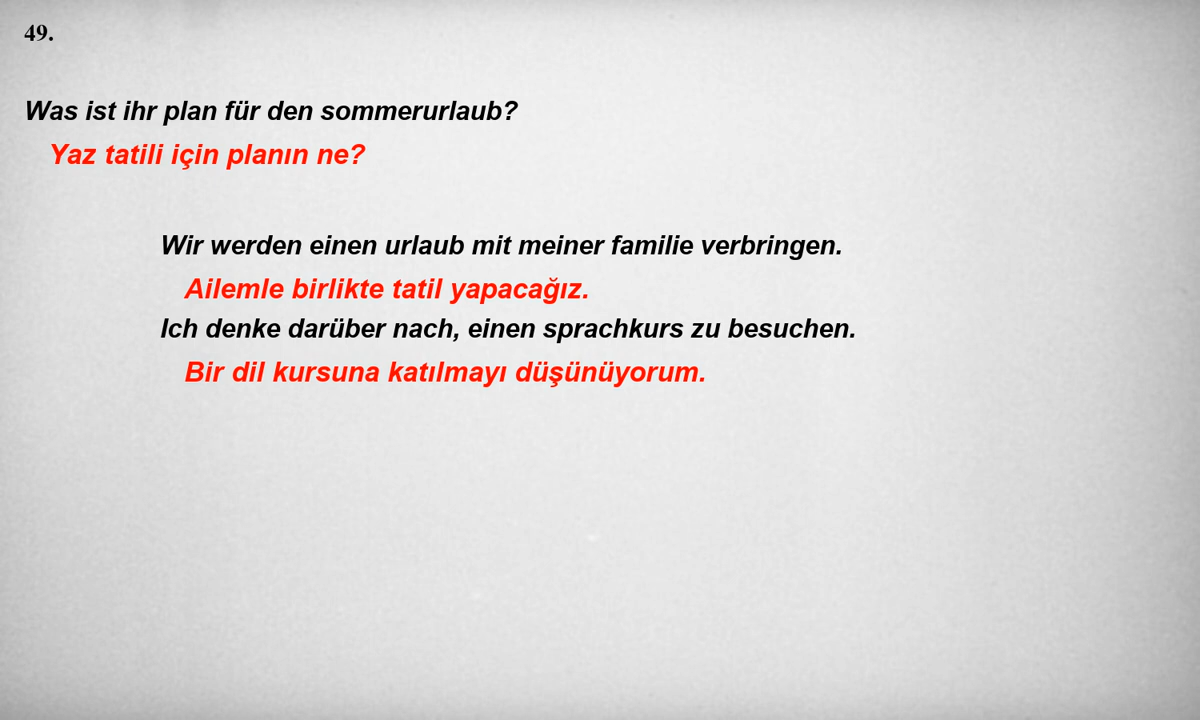 49.
Was ist ihr plan für den sommerurlaub?
Yaz tatili için planın ne?
Wir werden einen urlaub mit meiner familie verbringen.
Ailemle birlikte tatil yapacağız.
Ich denke darüber nach, einen sprachkurs zu besuchen.
Bir dil kursuna katılmayı düşünüyorum.